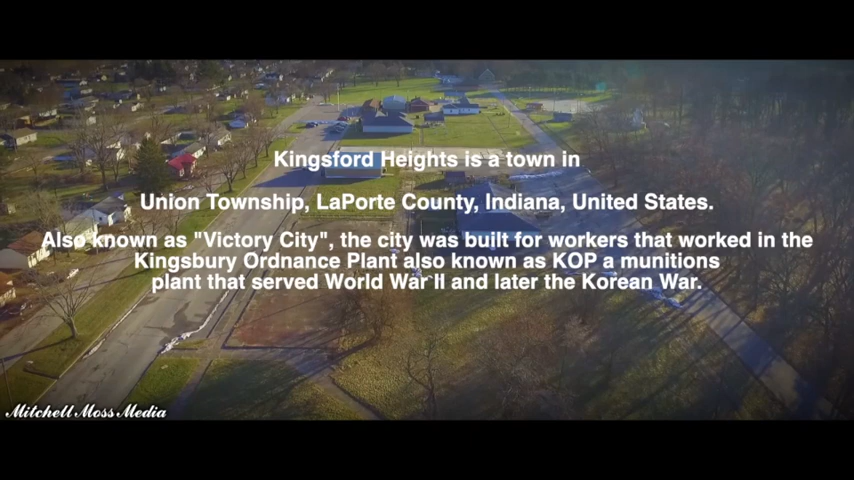 Kingsford Heights is a town in
Union Township, LaPorte County, Indiana, United States.
Also known as "Victory City", the city was built for workers that worked in the
Kingsbury Ordnance Plant also known as KOP a munitions
plant that served World War II and later the Korean War.
Mitchell Moss Media